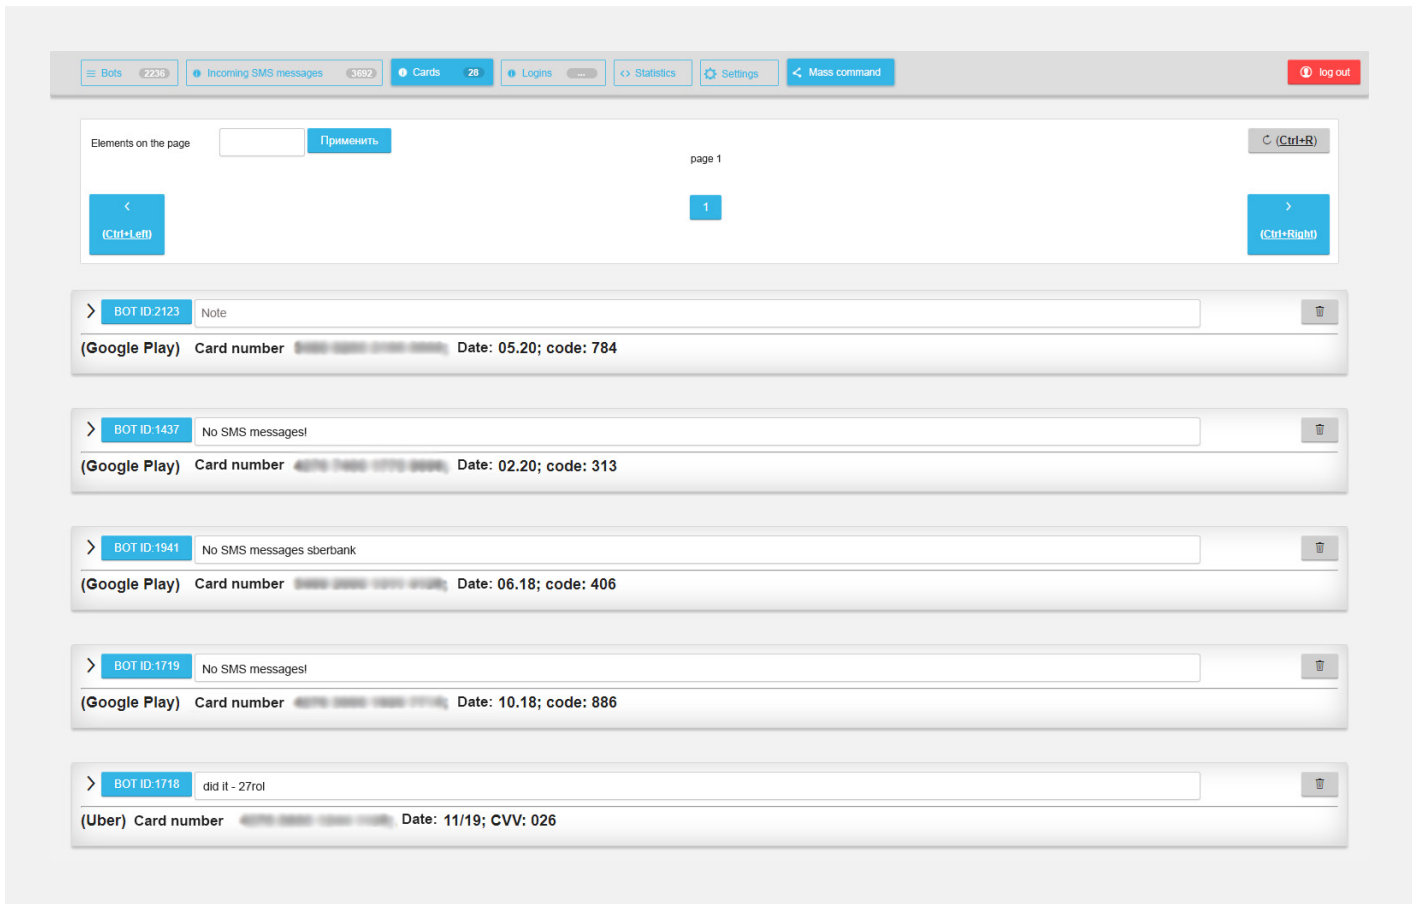 Bots 2236 Incoming SMS messages 3692 Cards 28 Logins ... Statistics Settings Mass command log out
Elements on the page Применить (Ctrl+R)
page 1
1
(Ctrl+Left) (Ctrl+Right)
BOT ID:2123 Note
(Google Play) Card number Date: 05.20; code: 784
BOT ID:1437 No SMS messages!
(Google Play) Card number Date: 02.20; code: 313
BOT ID:1941 No SMS messages sberbank
(Google Play) Card number Date: 06.18; code: 406
BOT ID:1719 No SMS messages!
(Google Play) Card number Date: 10.18; code: 886
BOT ID:1718 did it - 27rol
(Uber) Card number Date: 11/19; CVV: 026